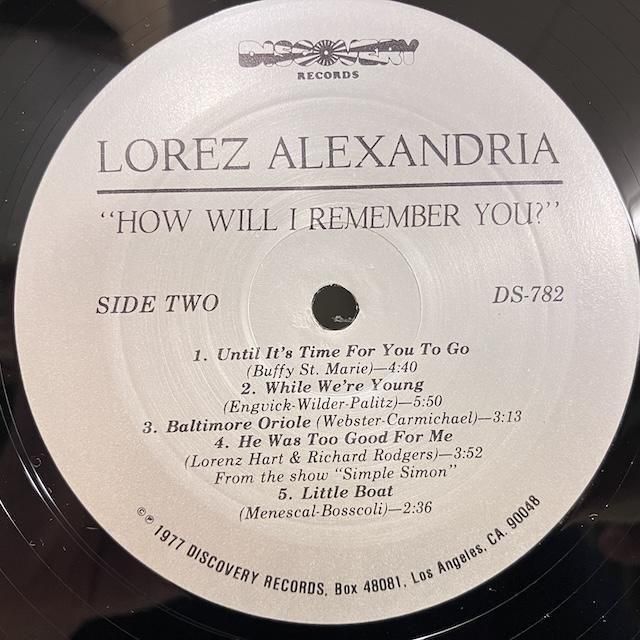 DISCOVERY
RECORDS
LOREZ ALEXANDRIA
"HOW WILL I REMEMBER YOU?"
SIDE TWO
DS-782
1. Until It's Time For You To Go
(Buffy St. Marie)—4:40
2. While We're Young
(Engvick-Wilder-Palitz)—5:50
3. Baltimore Oriole (Webster-Carmichael)—3:13
4. He Was Too Good For Me
(Lorenz Hart & Richard Rodgers)—3:52
From the show "Simple Simon"
5. Little Boat
(Menescal-Bosscoli)—2:36
©℗ 1977 DISCOVERY RECORDS, Box 48081, Los Angeles, CA. 90048